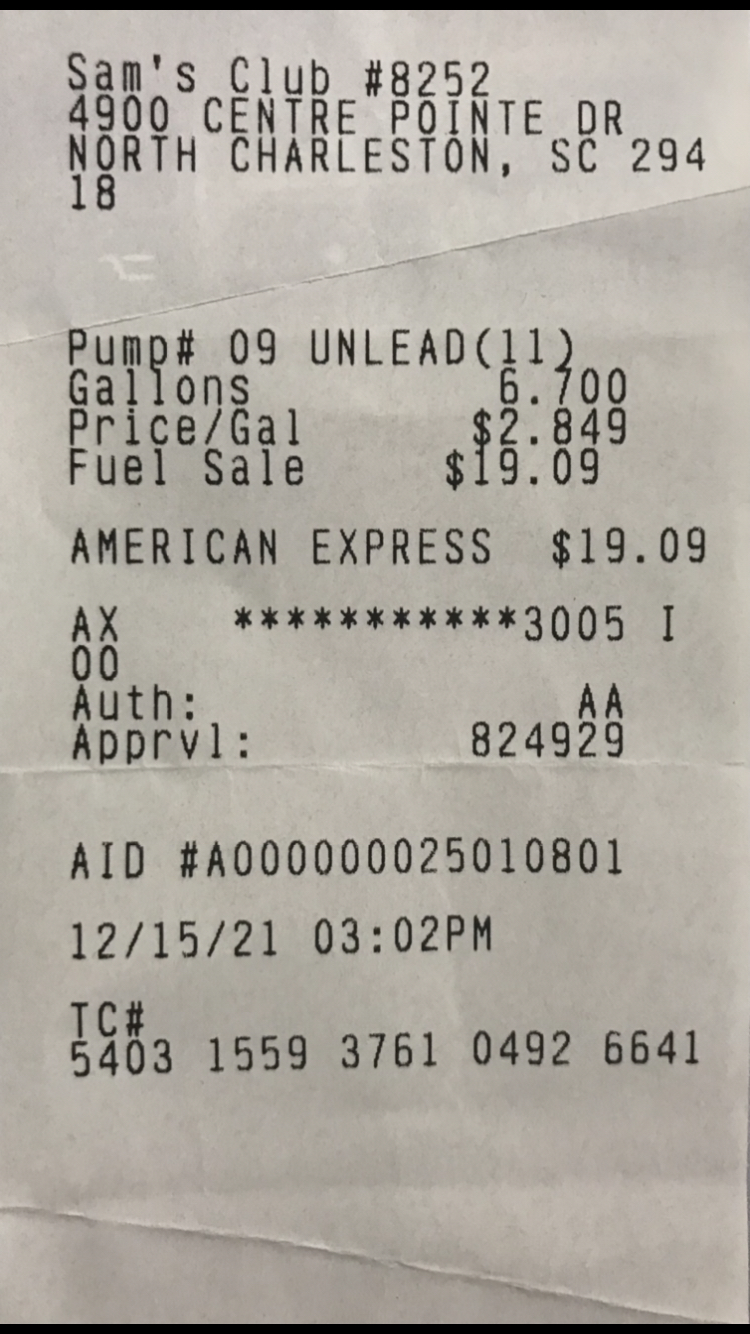 Sam's Club #8252
4900 CENTRE POINTE DR
NORTH CHARLESTON, SC 294
18
Pump# 09 UNLEAD(11)
Gallons 6.700
Price/Gal $2.849
Fuel Sale $19.09
AMERICAN EXPRESS $19.09
AX ***********3005 I
00
Auth: AA
Apprvl: 824929
AID #A000000025010801
12/15/21 03:02PM
TC#
5403 1559 3761 0492 6641